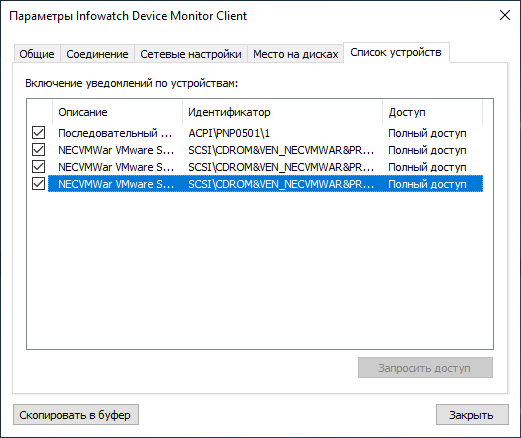 Параметры Infowatch Device Monitor Client
Общие Соединение Сетевые настройки Место на дисках Список устройств
Включение уведомлений по устройствам:
Описание Идентификатор Доступ
Последовательный ... ACPI\PNP0501\1 Полный доступ
NECVMWar VMware S... SCSI\CDROM&VEN_NECVMWAR&PR... Полный доступ
NECVMWar VMware S... SCSI\CDROM&VEN_NECVMWAR&PR... Полный доступ
NECVMWar VMware S... SCSI\CDROM&VEN_NECVMWAR&PR... Полный доступ
Запросить доступ
Скопировать в буфер Закрыть